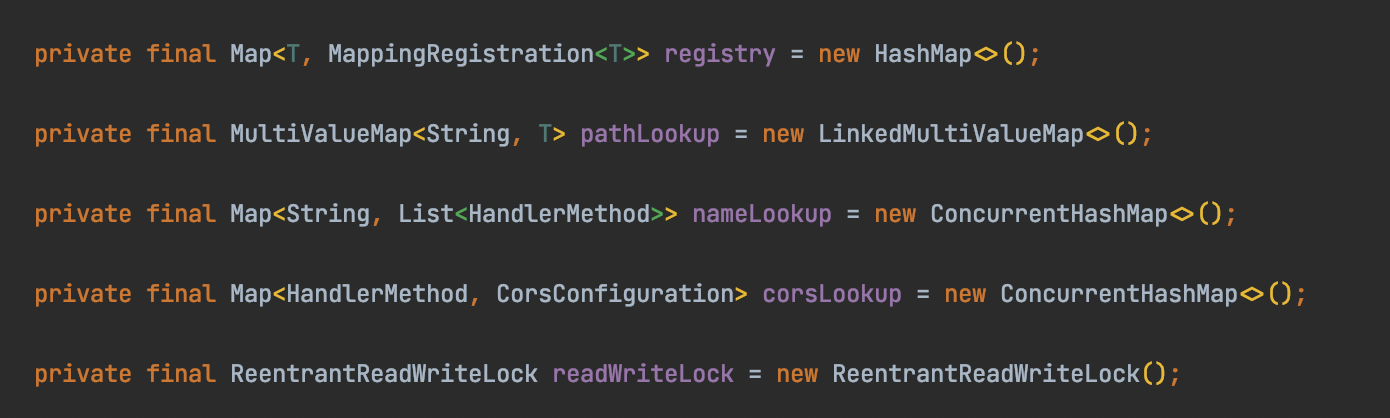 private final Map<T, MappingRegistration<T>> registry = new HashMap<>();
private final MultiValueMap<String, T> pathLookup = new LinkedMultiValueMap<>();
private final Map<String, List<HandlerMethod>> nameLookup = new ConcurrentHashMap<>();
private final Map<HandlerMethod, CorsConfiguration> corsLookup = new ConcurrentHashMap<>();
private final ReentrantReadWriteLock readWriteLock = new ReentrantReadWriteLock();